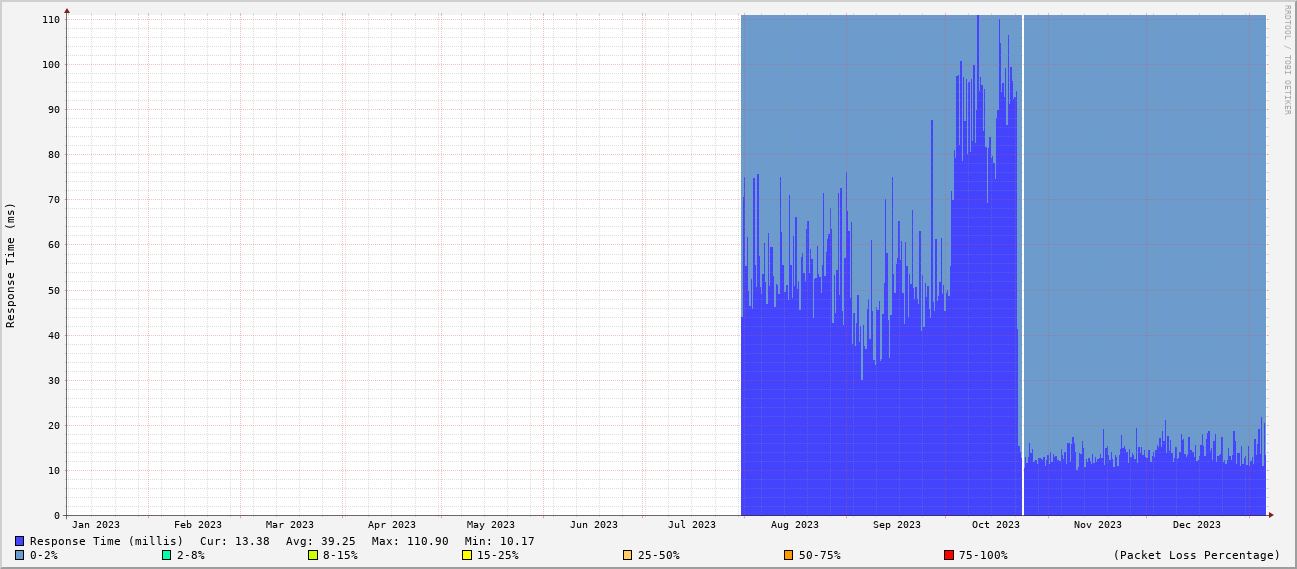 RRDTOOL / TOBI OETIKER
Response Time (ms)
110
100
90
80
70
60
50
40
30
20
10
0
Jan 2023 Feb 2023 Mar 2023 Apr 2023 May 2023 Jun 2023 Jul 2023 Aug 2023 Sep 2023 Oct 2023 Nov 2023 Dec 2023
Response Time (millis) Cur: 13.38 Avg: 39.25 Max: 110.90 Min: 10.17
0-2% 2-8% 8-15% 15-25% 25-50% 50-75% 75-100% (Packet Loss Percentage)